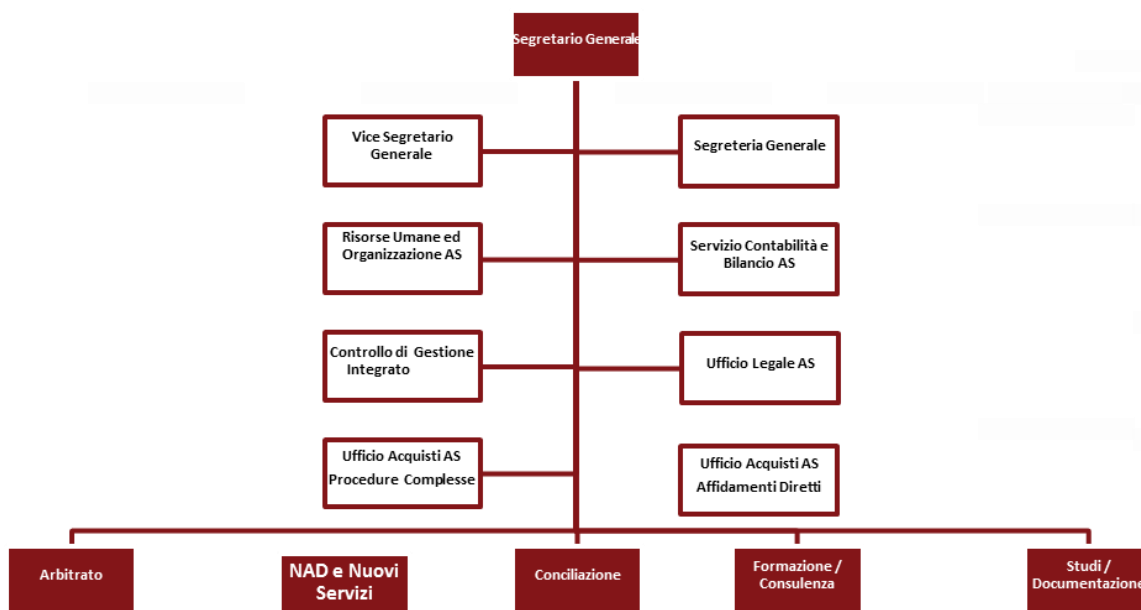 Segretario Generale
Vice Segretario
Generale
Segreteria Generale
Risorse Umane ed
Organizzazione AS
Servizio Contabilità e
Bilancio AS
Controllo di Gestione
Integrato
Ufficio Legale AS
Ufficio Acquisti AS
Procedure Complesse
Ufficio Acquisti AS
Affidamenti Diretti
Arbitrato
NAD e Nuovi
Servizi
Conciliazione
Formazione /
Consulenza
Studi /
Documentazione